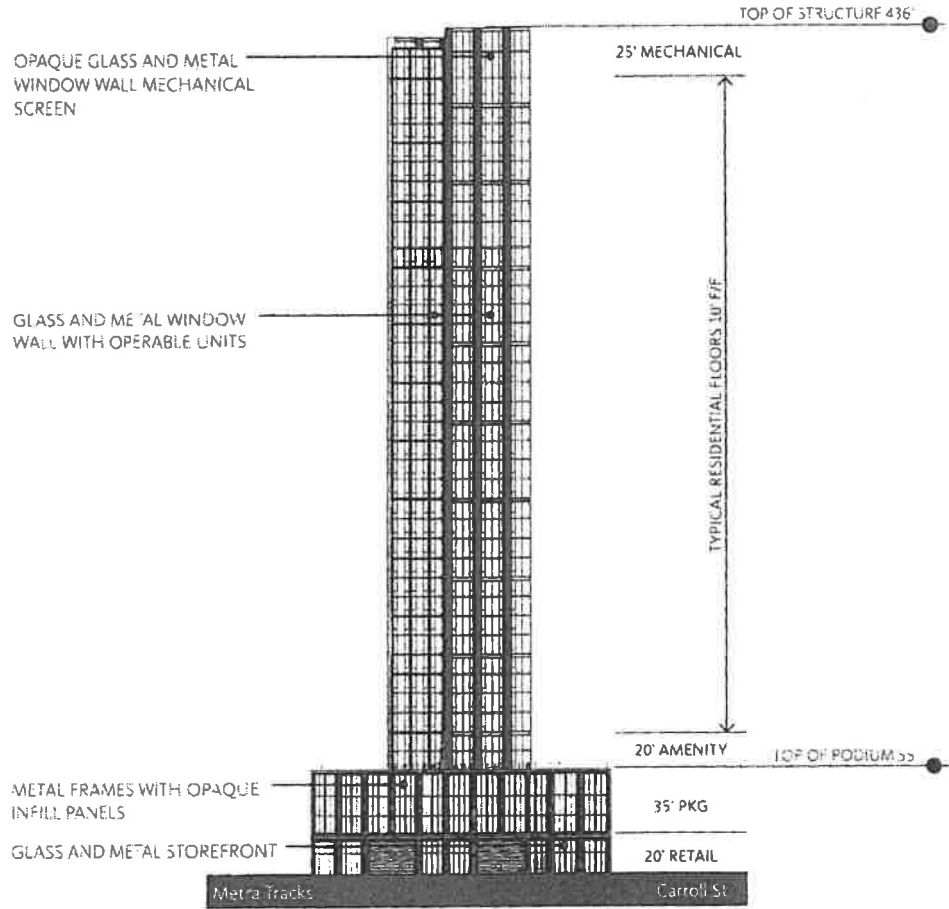 TOP OF STRUCTURE 436'
25' MECHANICAL
OPAQUE GLASS AND METAL
WINDOW WALL MECHANICAL
SCREEN
TYPICAL RESIDENTIAL FLOORS 10' F/F
GLASS AND METAL WINDOW
WALL WITH OPERABLE UNITS
20' AMENITY
TOP OF PODIUM 55'
METAL FRAMES WITH OPAQUE
INFILL PANELS
35' PKG
GLASS AND METAL STOREFRONT
20' RETAIL
Metra Tracks
Carroll St.